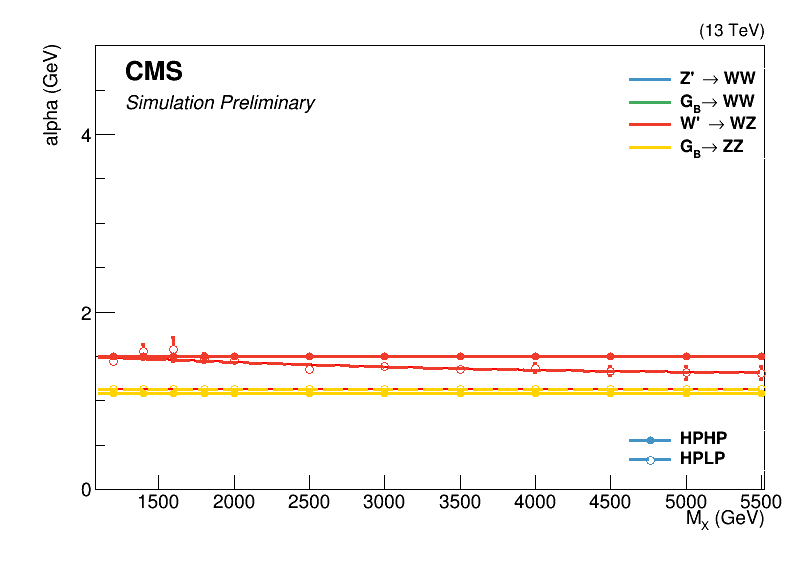 (13 TeV)
alpha (GeV)
CMS
Simulation Preliminary
Z' → WW
G_B → WW
W' → WZ
G_B → ZZ
4
2
0
HPHP
HPLP
1500 2000 2500 3000 3500 4000 4500 5000 5500
M_X (GeV)